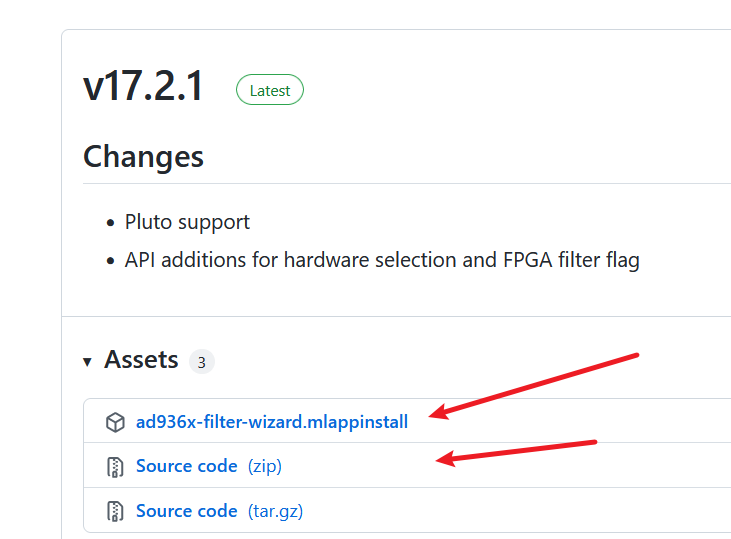 v17.2.1 Latest
Changes
Pluto support
API additions for hardware selection and FPGA filter flag
Assets 3
ad936x-filter-wizard.mlappinstall
Source code (zip)
Source code (tar.gz)